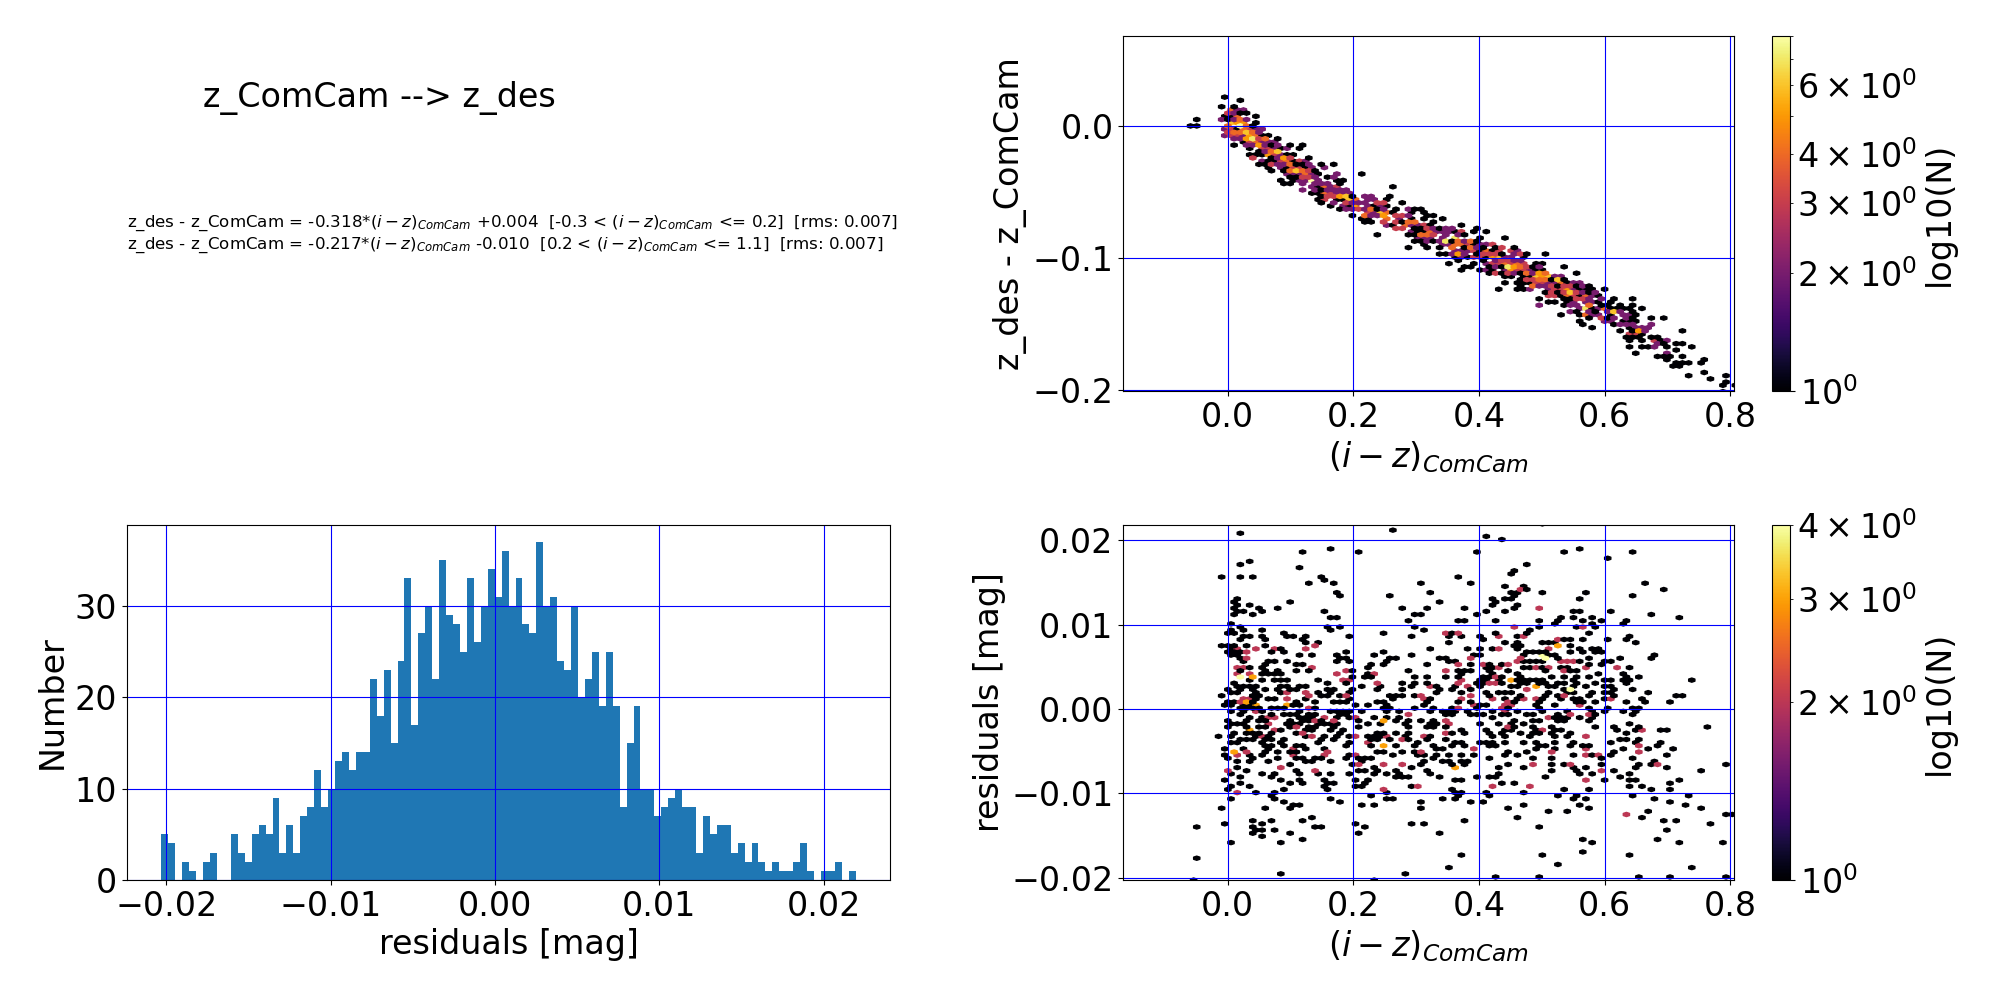 z_ComCam --> z_des
z_des - z_ComCam = -0.318*(i − z)ComCam +0.004 [-0.3 < (i − z)ComCam <= 0.2] [rms: 0.007]
z_des - z_ComCam = -0.217*(i − z)ComCam -0.010 [0.2 < (i − z)ComCam <= 1.1] [rms: 0.007]
z_des - z_ComCam
0.0
−0.1
−0.2
0.0 0.2 0.4 0.6 0.8
(i − z)ComCam
6 × 10⁰
4 × 10⁰
3 × 10⁰
2 × 10⁰
10⁰
log10(N)
Number
30
20
10
0
−0.02 −0.01 0.00 0.01 0.02
residuals [mag]
residuals [mag]
0.02
0.01
0.00
−0.01
−0.02
0.0 0.2 0.4 0.6 0.8
(i − z)ComCam
4 × 10⁰
3 × 10⁰
2 × 10⁰
10⁰
log10(N)